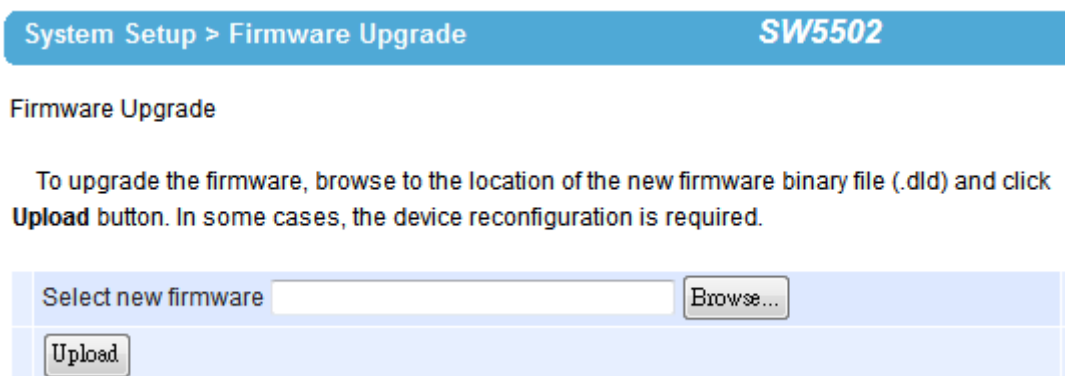 System Setup > Firmware Upgrade SW5502
Firmware Upgrade
To upgrade the firmware, browse to the location of the new firmware binary file (.dld) and click
Upload button. In some cases, the device reconfiguration is required.
Select new firmware Browse...
Upload